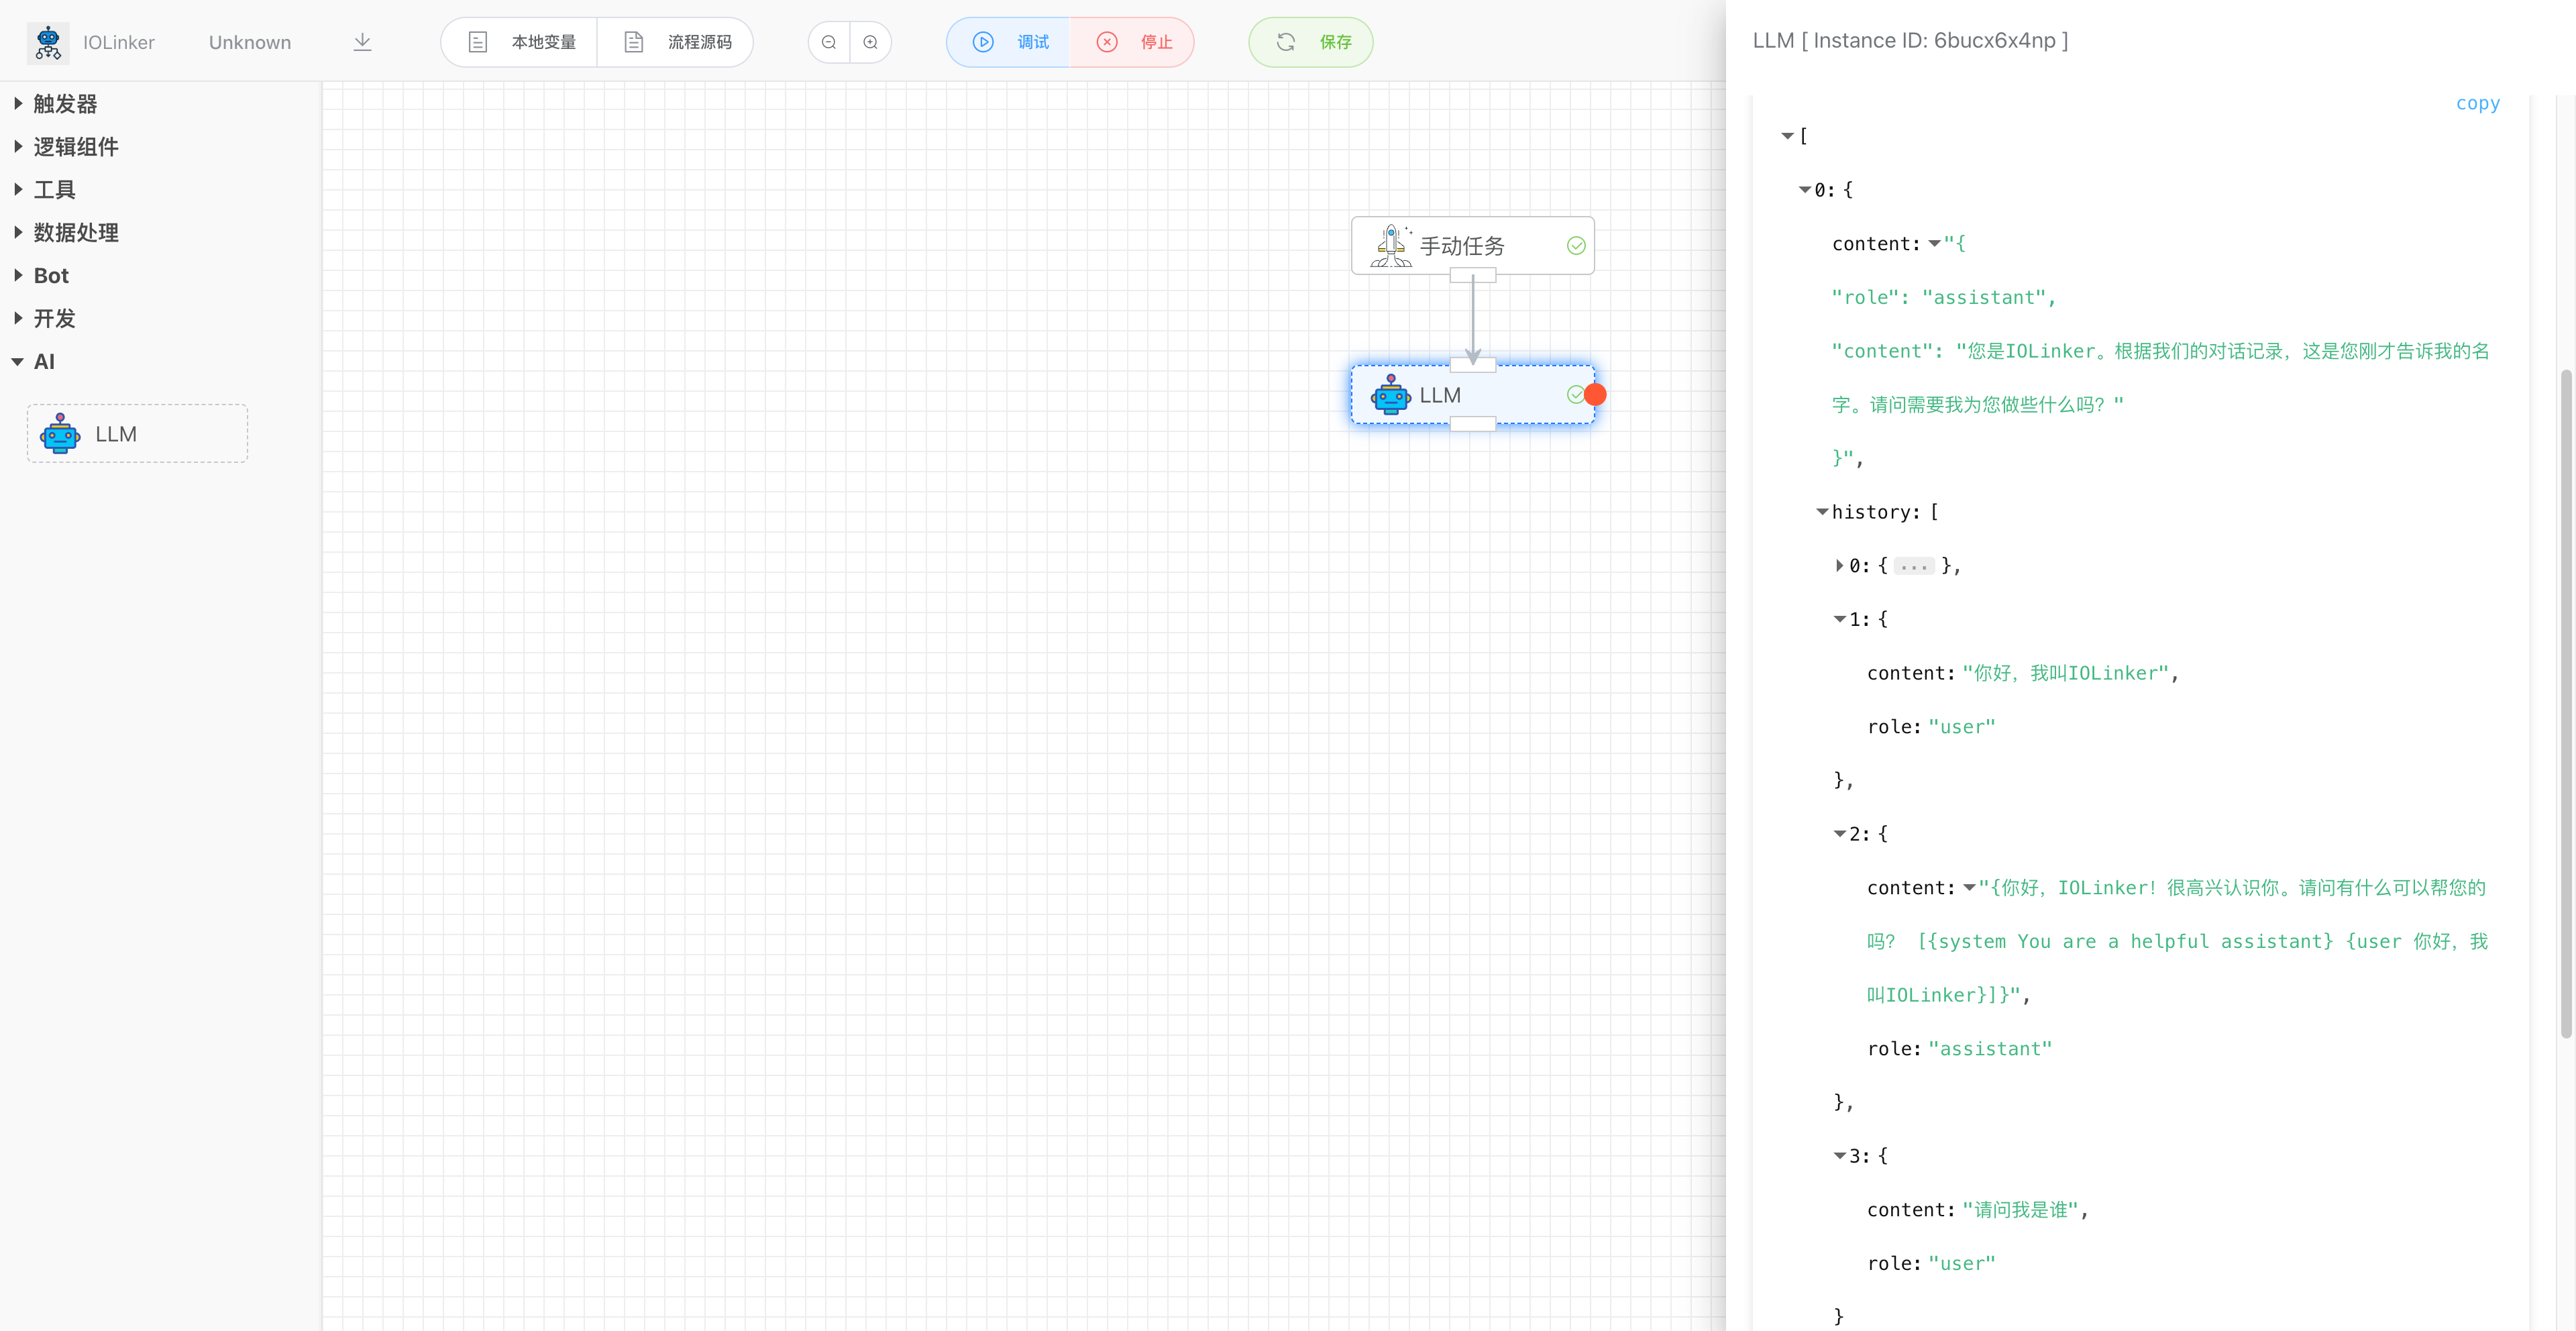 IOLinker
Unknown
本地变量
流程源码
调试
停止
保存
触发器
逻辑组件
工具
数据处理
Bot
开发
AI
LLM
手动任务
LLM
LLM [ Instance ID: 6bucx6x4np ]
copy
[
0: {
content: "{
"role": "assistant",
"content": "您是IOLinker。根据我们的对话记录，这是您刚才告诉我的名
字。请问需要我为您做些什么吗？"
}",
history: [
0: { ... },
1: {
content: "你好，我叫IOLinker",
role: "user"
},
2: {
content: "{你好，IOLinker！很高兴认识你。请问有什么可以帮您的
吗？ [{system You are a helpful assistant} {user 你好，我
叫IOLinker}]}",
role: "assistant"
},
3: {
content: "请问我是谁",
role: "user"
}